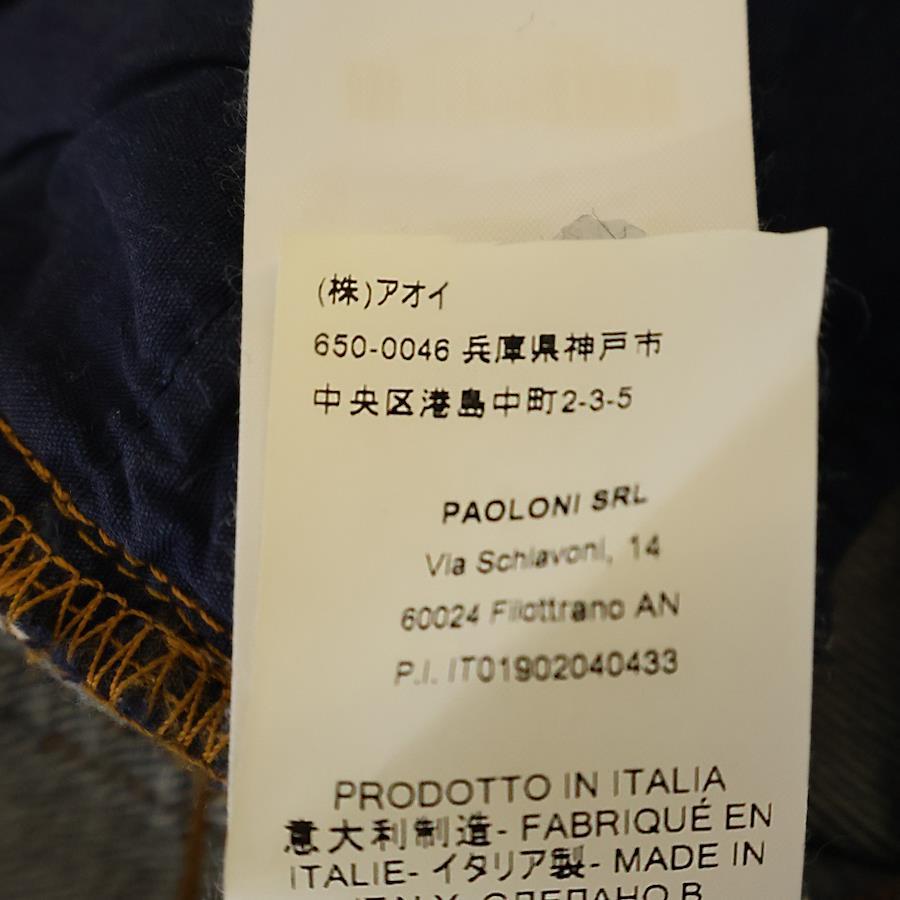 (株)アオイ
650-0046 兵庫県神戸市
中央区港島中町2-3-5
PAOLONI SRL
Via Schiavoni, 14
60024 Filottrano AN
P.I. IT01902040433
PRODOTTO IN ITALIA
意大利制造- FABRIQUÉ EN
ITALIE- イタリア製- MADE IN
ITALY- СДЕЛАНО В